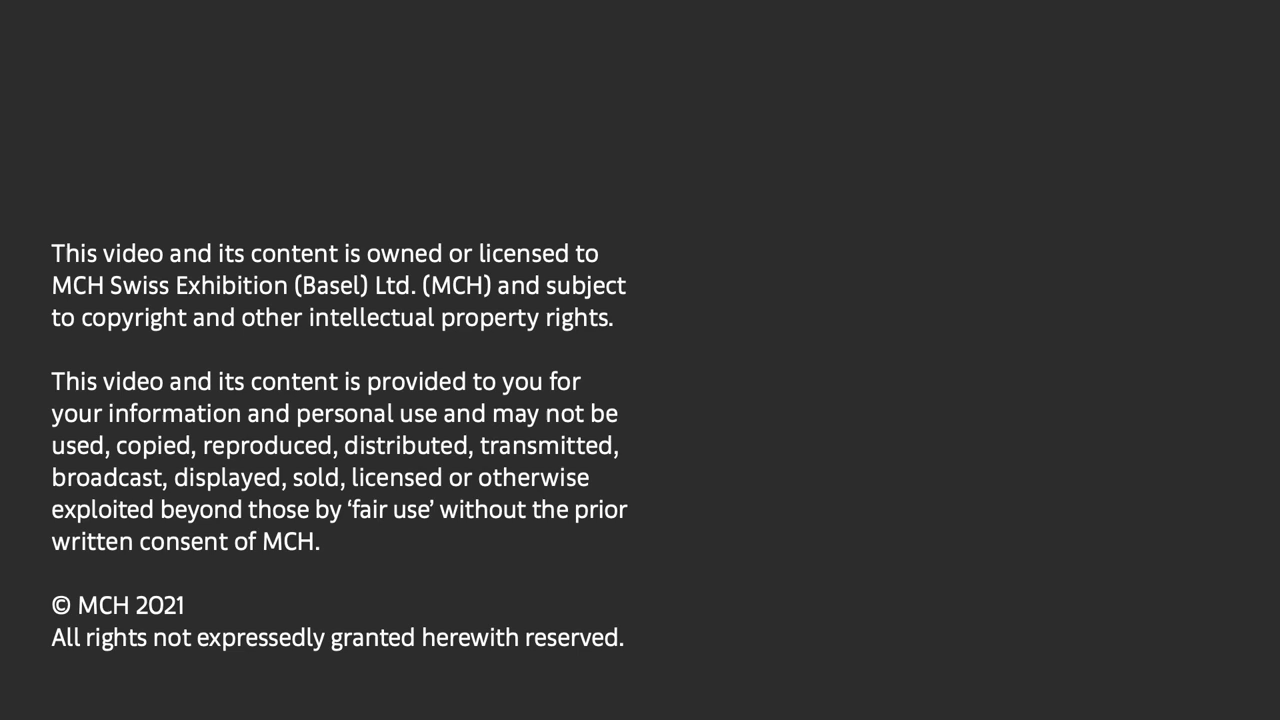 This video and its content is owned or licensed to
MCH Swiss Exhibition (Basel) Ltd. (MCH) and subject
to copyright and other intellectual property rights.
This video and its content is provided to you for
your information and personal use and may not be
used, copied, reproduced, distributed, transmitted,
broadcast, displayed, sold, licensed or otherwise
exploited beyond those by ‘fair use’ without the prior
written consent of MCH.
© MCH 2021
All rights not expressedly granted herewith reserved.